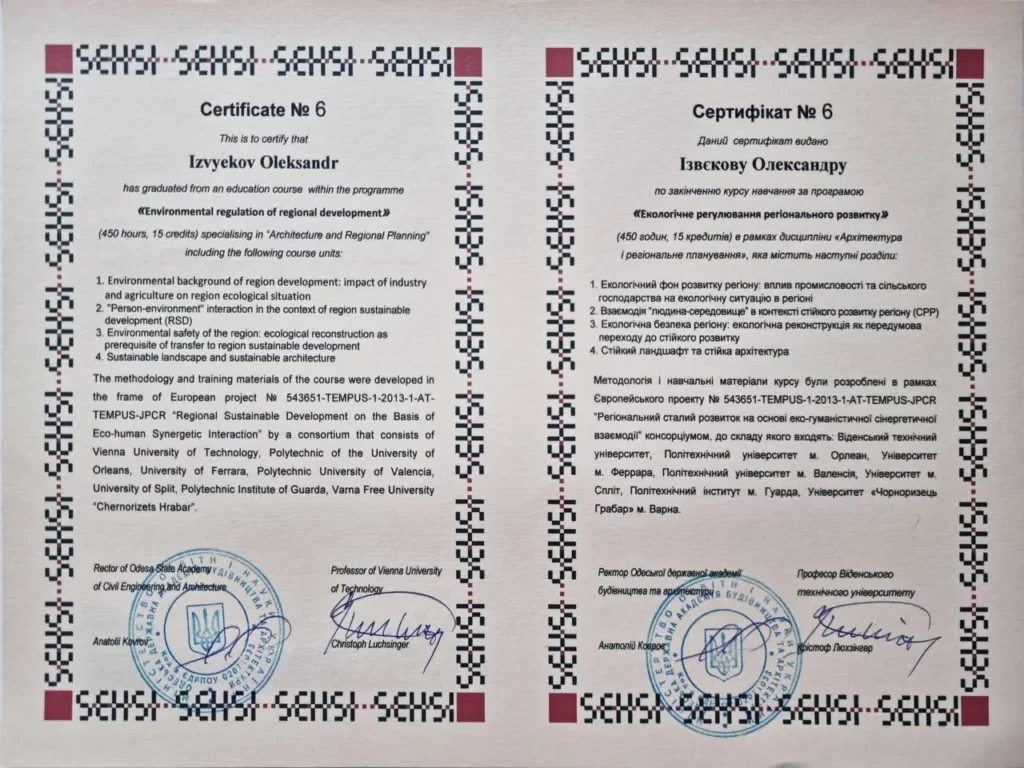 SEHSI SEHSI SEHSI SEHSI
Certificate № 6
This is to certify that
Izvyekov Oleksandr
has graduated from an education course within the programme
«Environmental regulation of regional development»
(450 hours, 15 credits) specialising in "Architecture and Regional Planning"
including the following course units:
1. Environmental background of region development: impact of industry
and agriculture on region ecological situation
2. "Person-environment" interaction in the context of region sustainable
development (RSD)
3. Environmental safety of the region: ecological reconstruction as
prerequisite of transfer to region sustainable development
4. Sustainable landscape and sustainable architecture
The methodology and training materials of the course were developed in
the frame of European project № 543651-TEMPUS-1-2013-1-AT-
TEMPUS-JPCR "Regional Sustainable Development on the Basis of
Eco-human Synergetic Interaction" by a consortium that consists of
Vienna University of Technology, Polytechnic of the University of
Orleans, University of Ferrara, Polytechnic University of Valencia,
University of Split, Polytechnic Institute of Guarda, Varna Free University
"Chernorizets Hrabar".
Rector of Odesa State Academy
of Civil Engineering and Architecture
Anatolii Kovrov
Professor of Vienna University
of Technology
Christoph Luchsinger
SEHSI SEHSI SEHSI SEHSI
SEHSI SEHSI SEHSI SEHSI
Сертифікат № 6
Даний сертифікат видано
Ізвєкову Олександру
по закінченню курсу навчання за програмою
«Екологічне регулювання регіонального розвитку»
(450 годин, 15 кредитів) в рамках дисципліни «Архітектура
і регіональне планування», яка містить наступні розділи:
1. Екологічний фон розвитку регіону: вплив промисловості та сільського
господарства на екологічну ситуацію в регіоні
2. Взаємодія "людина-середовище" в контексті стійкого розвитку регіону (СРР)
3. Екологічна безпека регіону: екологічна реконструкція як передумова
переходу до стійкого розвитку
4. Стійкий ландшафт та стійка архітектура
Методологія і навчальні матеріали курсу були розроблені в рамках
Європейського проекту № 543651-TEMPUS-1-2013-1-AT-TEMPUS-JPCR
"Регіональний сталий розвиток на основі еко-гуманістичної сінергетичної
взаємодії" консорціумом, до складу якого входять: Віденський технічний
університет, Політехнічний університет м. Орлеан, Університет
м. Феррара, Політехнічний університет м. Валенсія, Університет м.
Спліт, Політехнічний інститут м. Гуарда, Університет «Чорноризець
Грабар» м. Варна.
Ректор Одеської державної академії
будівництва та архітектури
Анатолій Ковров
Професор Віденського
технічного університету
Крістоф Люхзінгер
SEHSI SEHSI SEHSI SEHSI